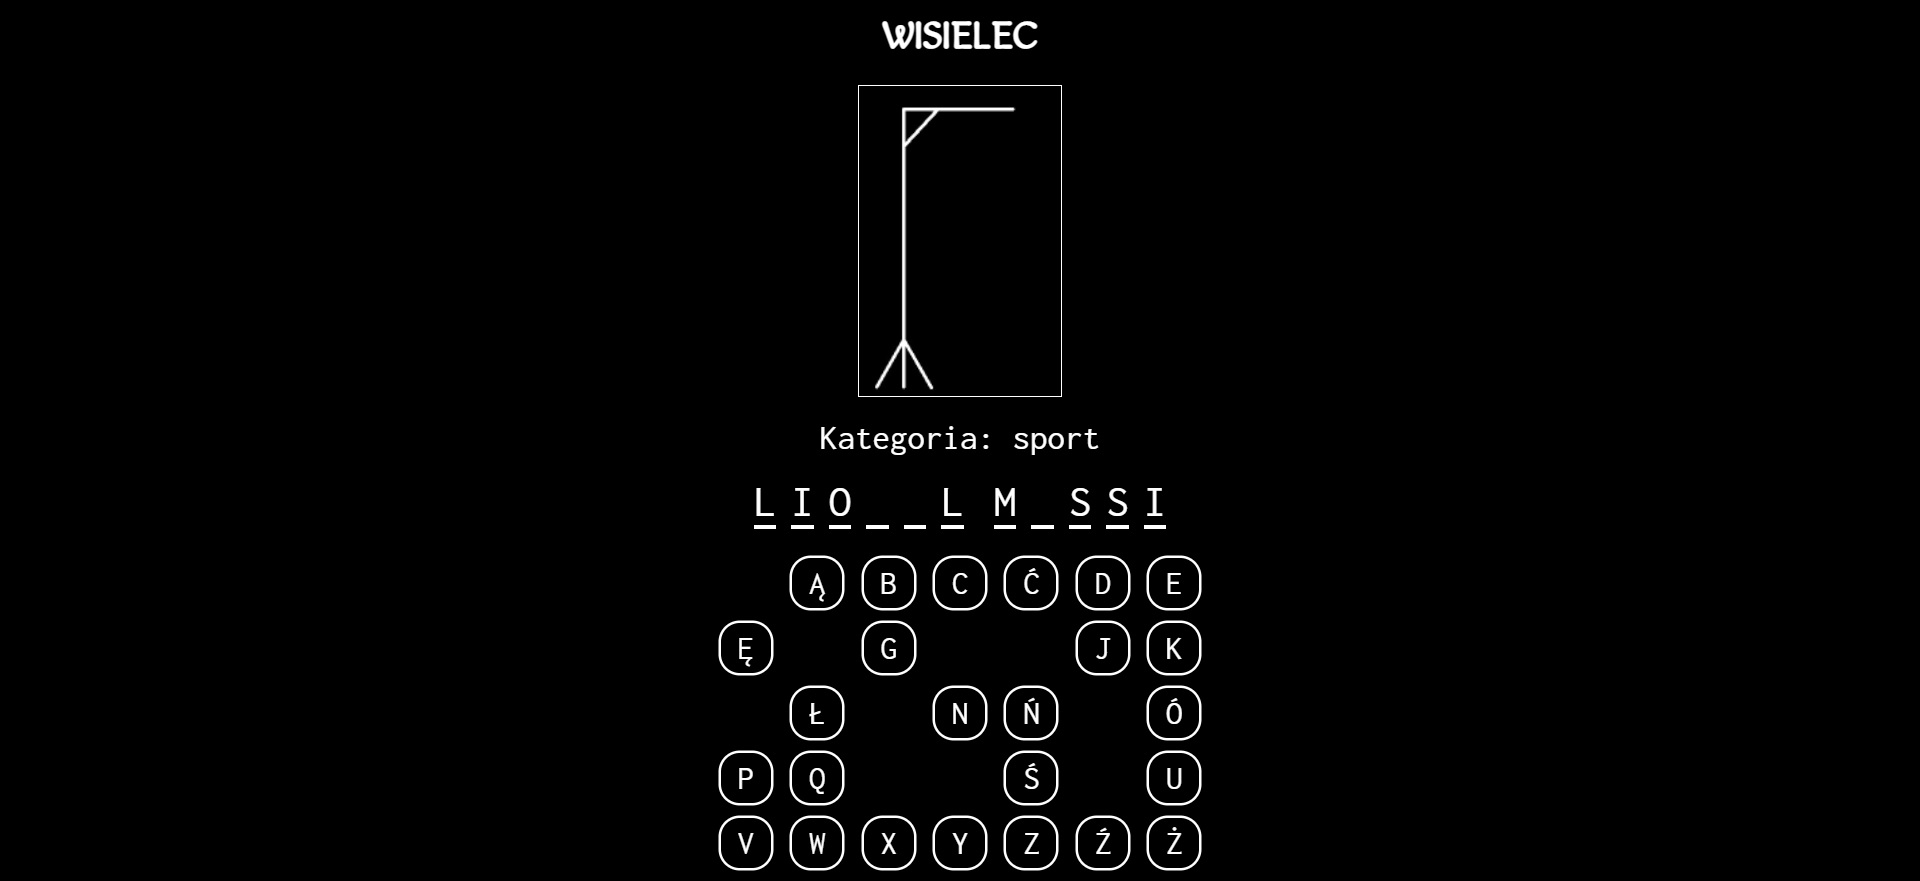 WISIELEC
Kategoria: sport
L I O _ _ L M _ S S I
Ą B C Ć D E
Ę G J K
Ł N Ń Ó
P Q Ś U
V W X Y Z Ź Ż